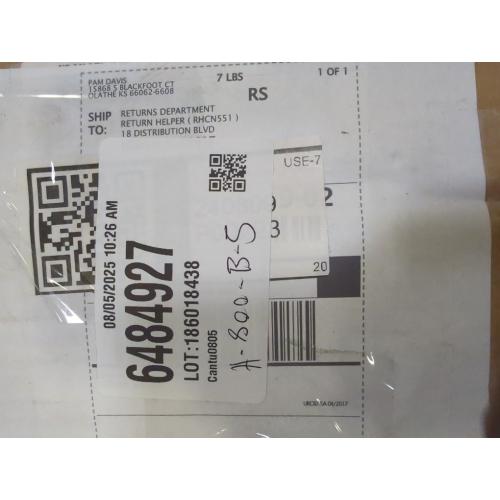 PAM DAVIS
15868 S BLACKFOOT CT
OLATHE KS 66062-6608
7 LBS
1 OF 1
RS
SHIP TO:
RETURNS DEPARTMENT
RETURN HELPER ( RHCN551 )
18 DISTRIBUTION BLVD
USE-7
20
08/05/2025 10:26 AM
6484927
LOT:186018438
Cantu0805
A-800-B-5